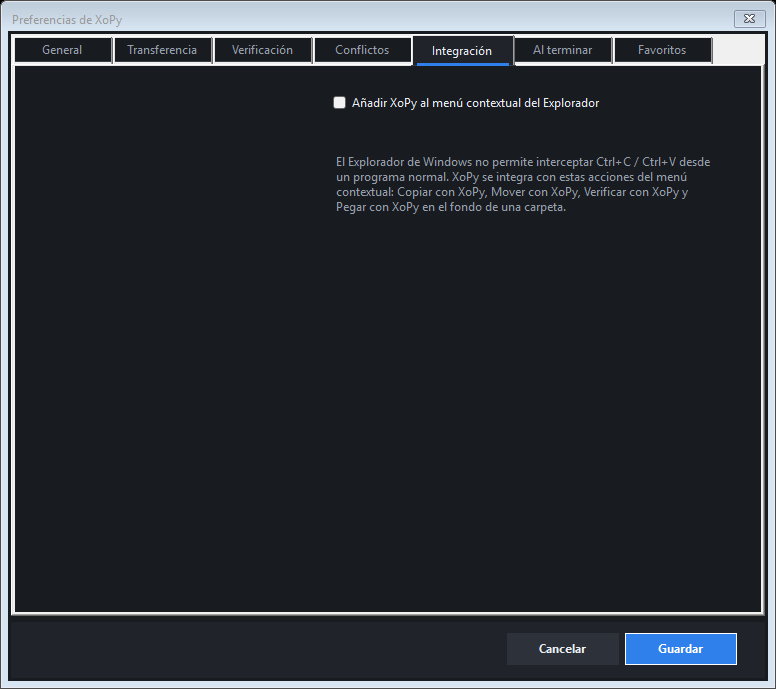 Preferencias de XoPy
General Transferencia Verificación Conflictos Integración Al terminar Favoritos
Añadir XoPy al menú contextual del Explorador
El Explorador de Windows no permite interceptar Ctrl+C / Ctrl+V desde
un programa normal. XoPy se integra con estas acciones del menú
contextual: Copiar con XoPy, Mover con XoPy, Verificar con XoPy y
Pegar con XoPy en el fondo de una carpeta.
Cancelar Guardar